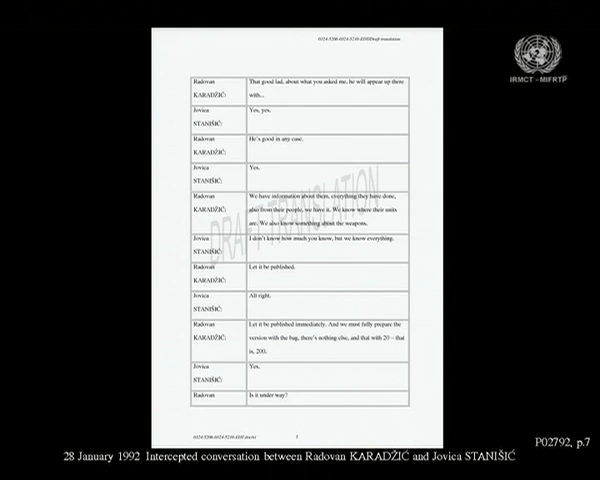 0324-5206-0324-5210-EDT/Draft translation
IRMCT - MIFRTP
Radovan That good lad, about what you asked me, he will appear up there
KARADŽIĆ: with...
Jovica Yes, yes.
STANIŠIĆ:
Radovan He's good in any case.
KARADŽIĆ:
Jovica Yes.
STANIŠIĆ:
Radovan We have information about them, everything they have done,
KARADŽIĆ: also from their people, we have it. We know where their units
are. We also know something about the weapons.
Jovica I don't know how much you know, but we know everything.
STANIŠIĆ:
Radovan Let it be published.
KARADŽIĆ:
Jovica All right.
STANIŠIĆ:
Radovan Let it be published immediately. And we must fully prepare the
KARADŽIĆ: version with the bag, there's nothing else, and that with 20 – that
is, 200.
Jovica Yes.
STANIŠIĆ:
Radovan Is it under way?
DRAFT TRANSLATION
5
P02792, p.7
28 January 1992 Intercepted conversation between Radovan KARADŽIĆ and Jovica STANIŠIĆ